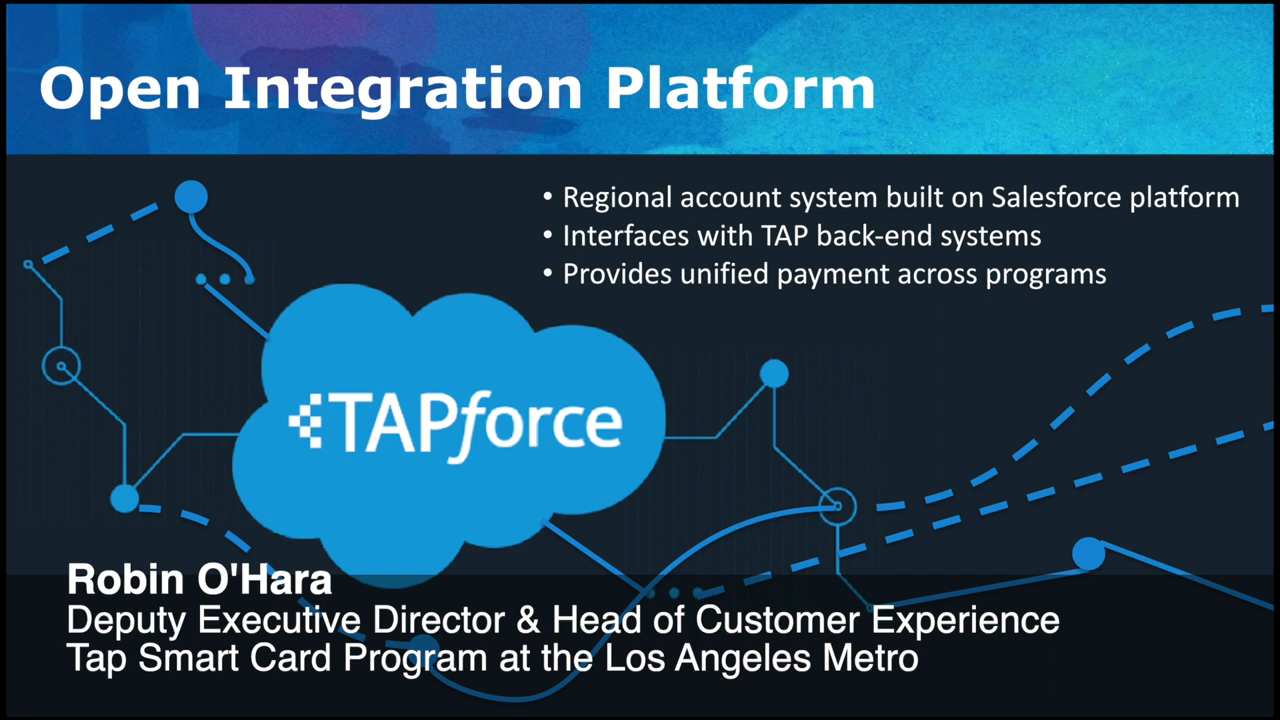 Open Integration Platform
• Regional account system built on Salesforce platform
• Interfaces with TAP back-end systems
• Provides unified payment across programs
TAPforce
Robin O'Hara
Deputy Executive Director & Head of Customer Experience
Tap Smart Card Program at the Los Angeles Metro